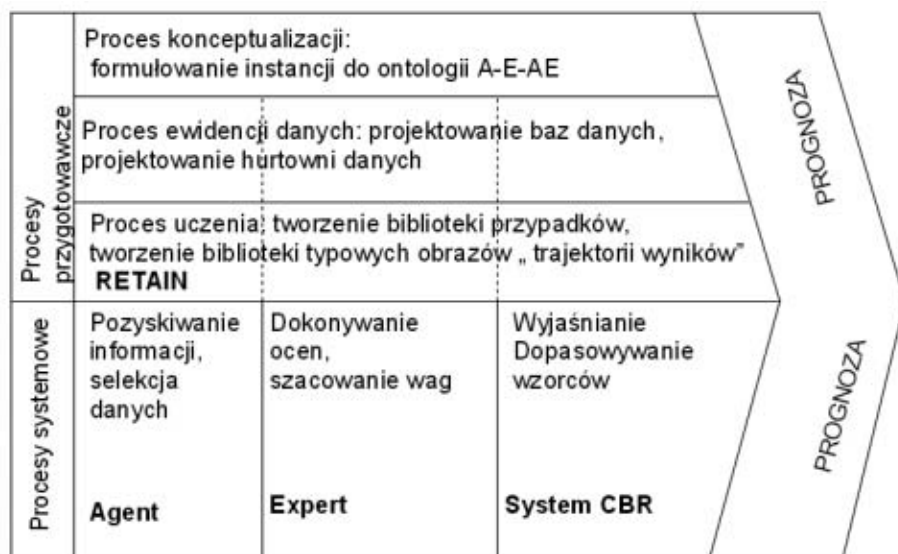 Procesy przygotowawcze
Proces konceptualizacji:
formułowanie instancji do ontologii A-E-AE
Proces ewidencji danych: projektowanie baz danych,
projektowanie hurtowni danych
Proces uczenia; tworzenie biblioteki przypadków,
tworzenie biblioteki typowych obrazów „ trajektorii wyników”
RETAIN
PROGNOZA
Procesy systemowe
Pozyskiwanie
informacji,
selekcja
danych
Agent
Dokonywanie
ocen,
szacowanie wag
Expert
Wyjaśnianie
Dopasowywanie
wzorców
System CBR
PROGNOZA